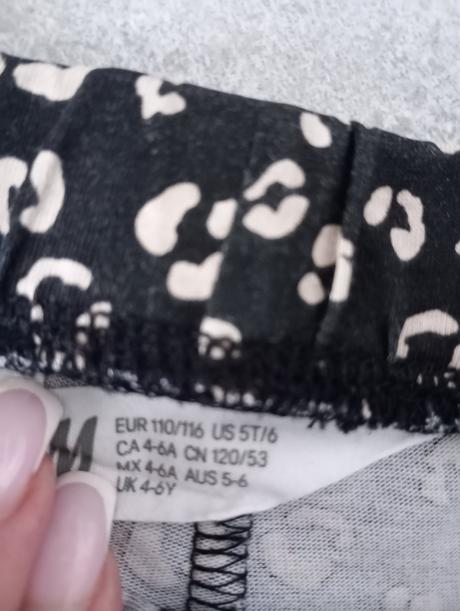 EUR 110/116 US 5T/6
CA 4-6A CN 120/53
MX 4-6A AUS 5-6
UK 4-6Y